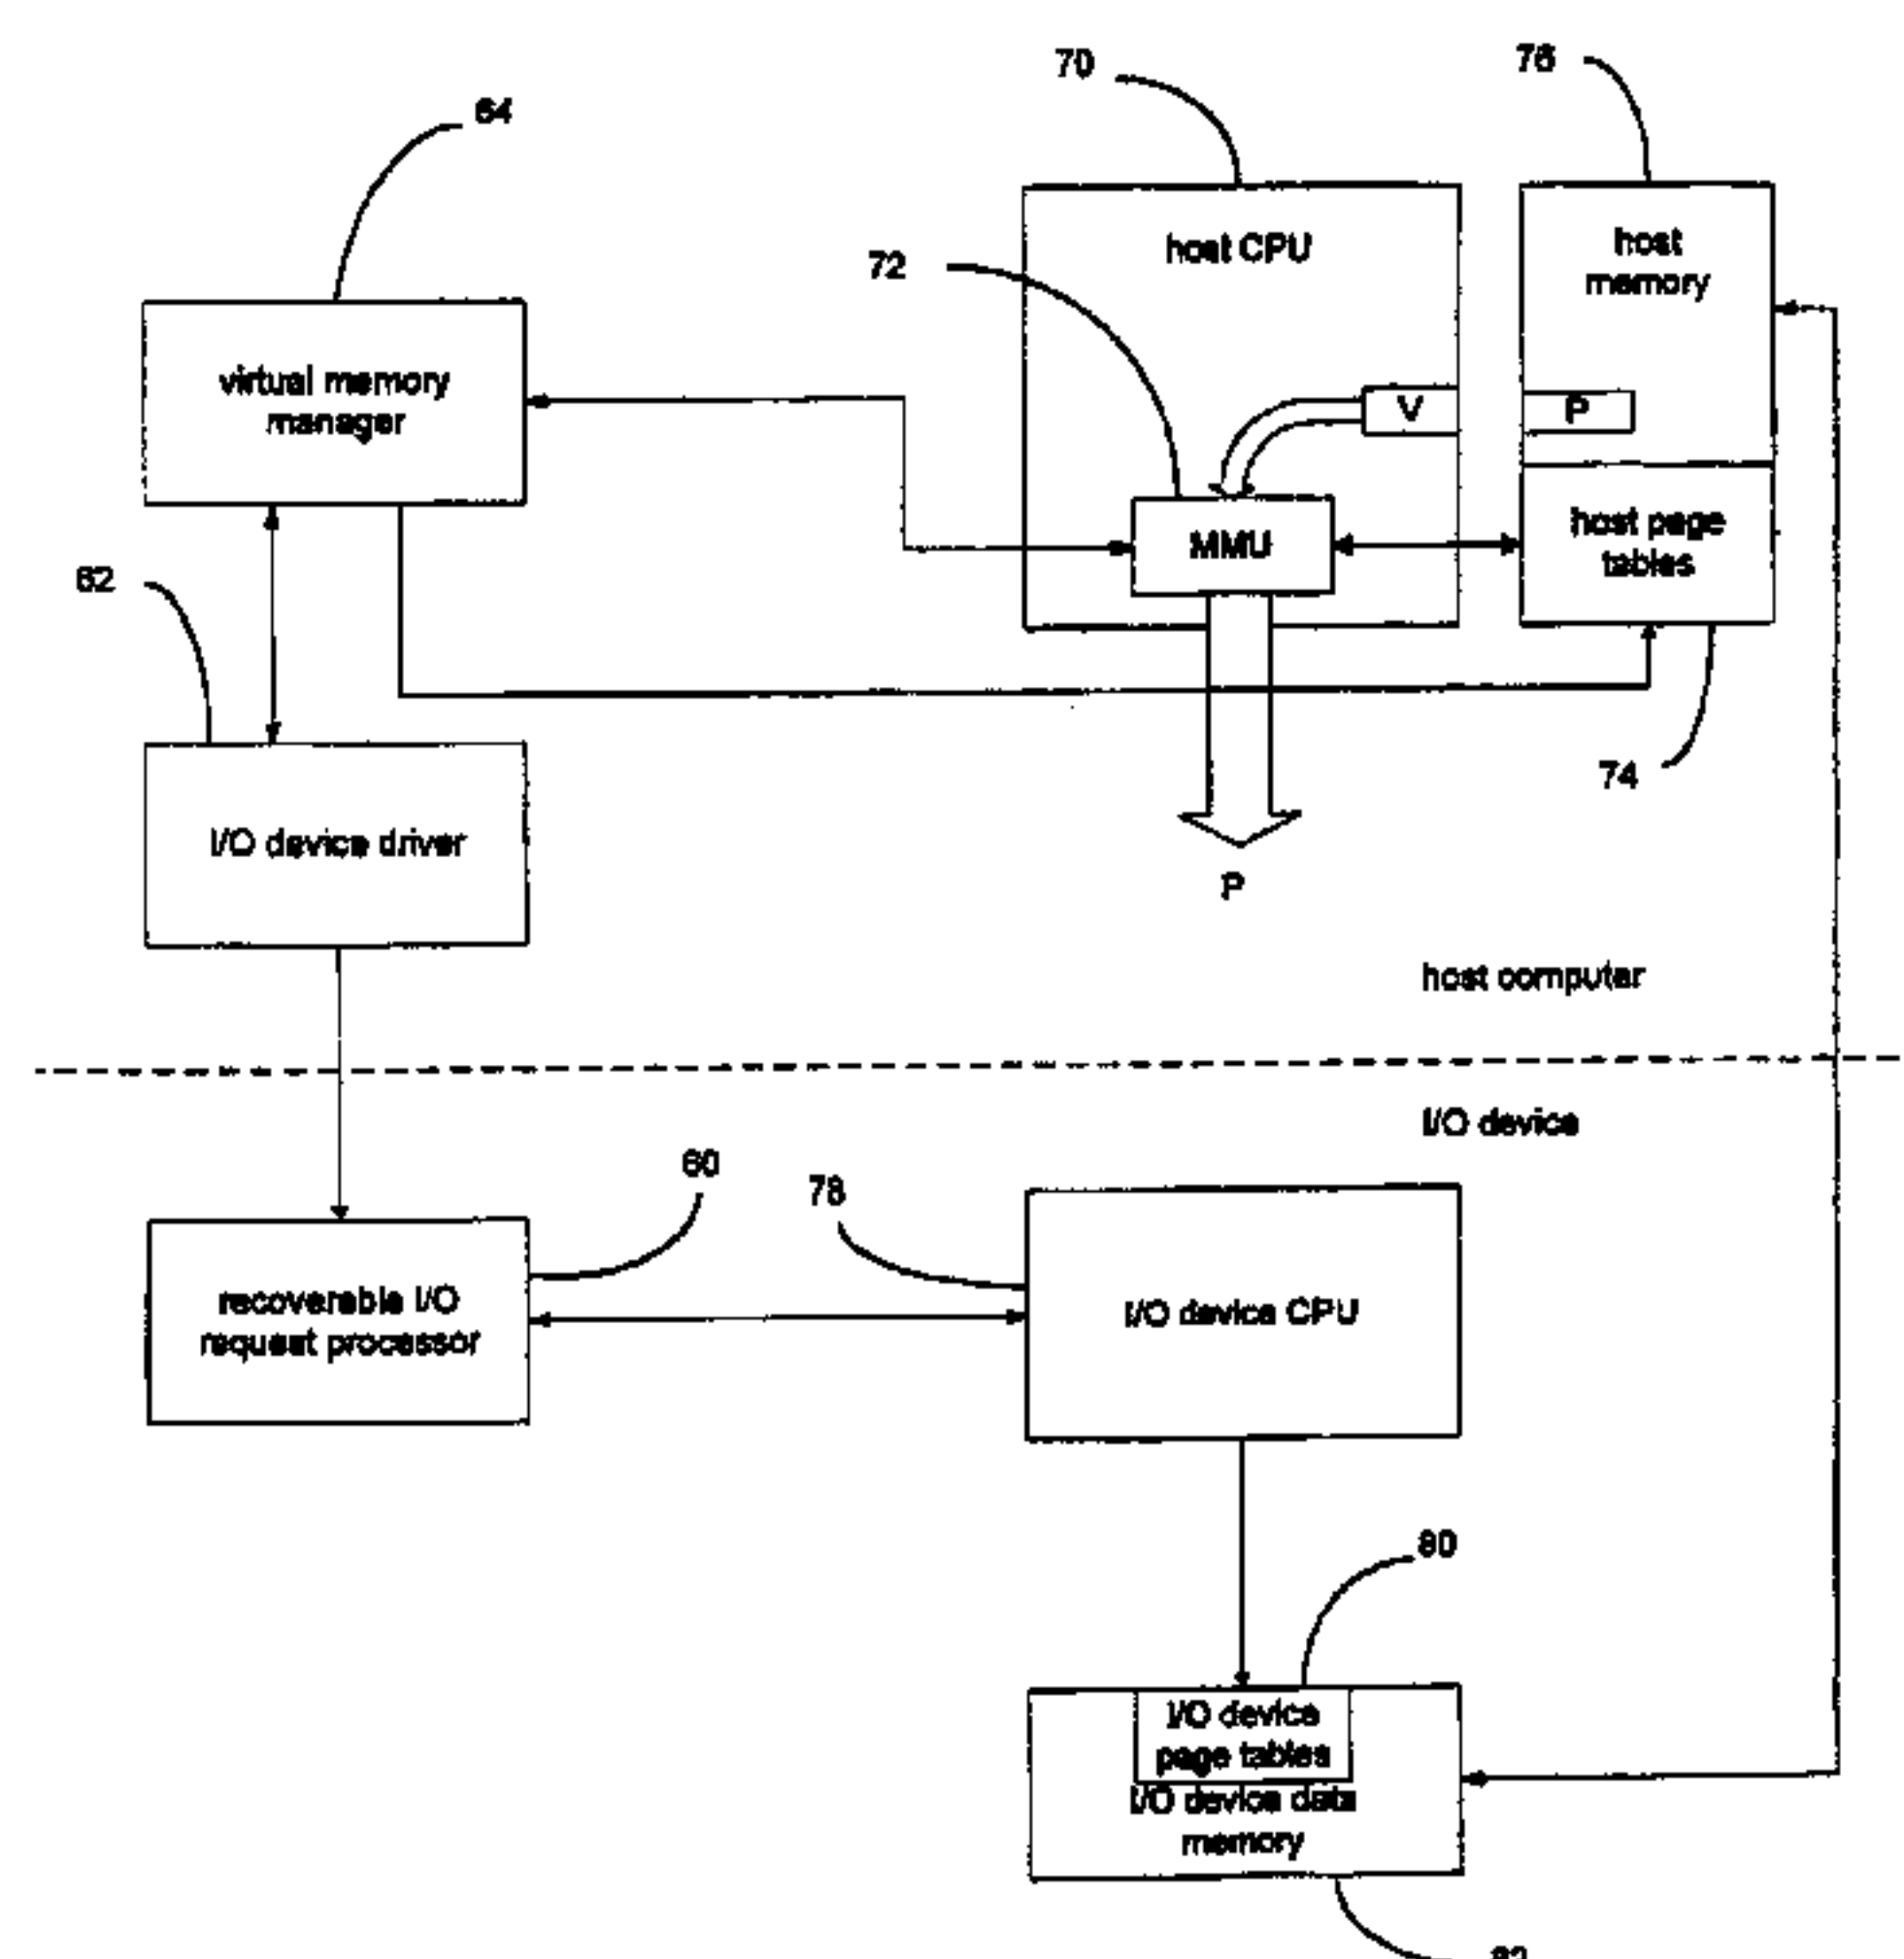 70
76
64
host CPU
host
memory
72
virtual memory
manager
V
P
MMU
host page
tables
62
74
I/O device driver
P
host computer
I/O device
60
78
recoverable I/O
request processor
I/O device CPU
80
I/O device
page tables
I/O device data
memory